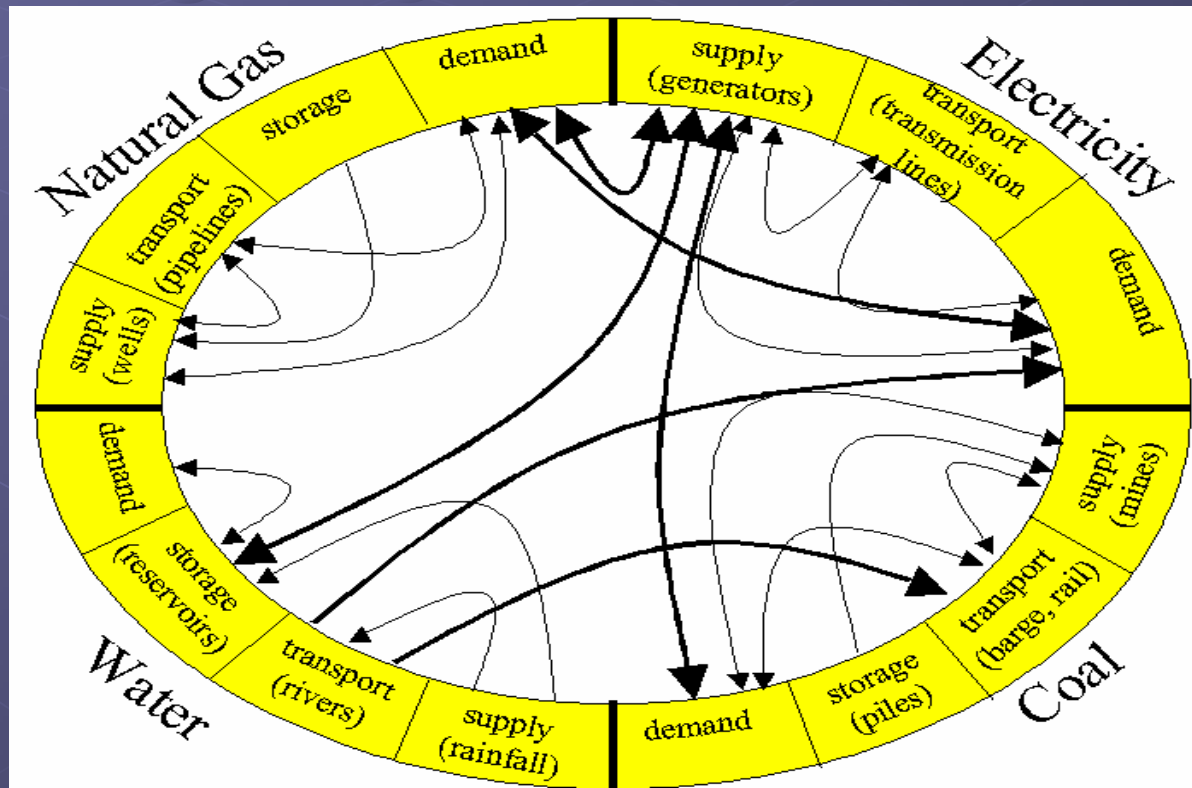 Natural Gas
demand
storage
transport
(pipelines)
supply
(wells)
Electricity
supply
(generators)
transport
(transmission
lines)
demand
Water
demand
storage
(reservoirs)
transport
(rivers)
supply
(rainfall)
Coal
supply
(mines)
transport
(barge, rail)
storage
(piles)
demand